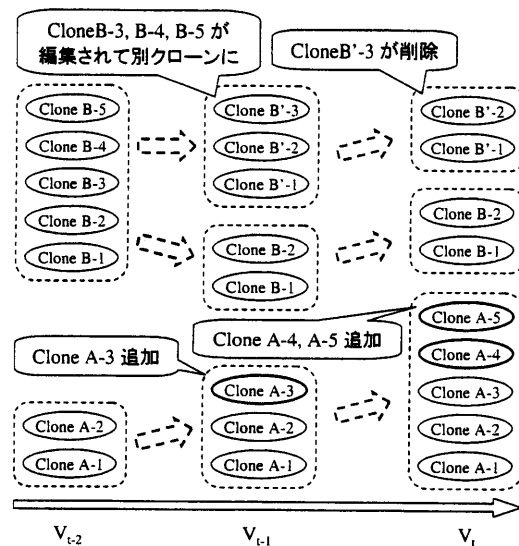 CloneB-3, B-4, B-5 が
編集されて別クローンに
CloneB'-3 が削除
Clone B-5
Clone B-4
Clone B-3
Clone B-2
Clone B-1
Clone B'-3
Clone B'-2
Clone B'-1
Clone B-2
Clone B-1
Clone B'-2
Clone B'-1
Clone B-2
Clone B-1
Clone A-3 追加
Clone A-4, A-5 追加
Clone A-2
Clone A-1
Clone A-3
Clone A-2
Clone A-1
Clone A-5
Clone A-4
Clone A-3
Clone A-2
Clone A-1
Vt-2
Vt-1
Vt